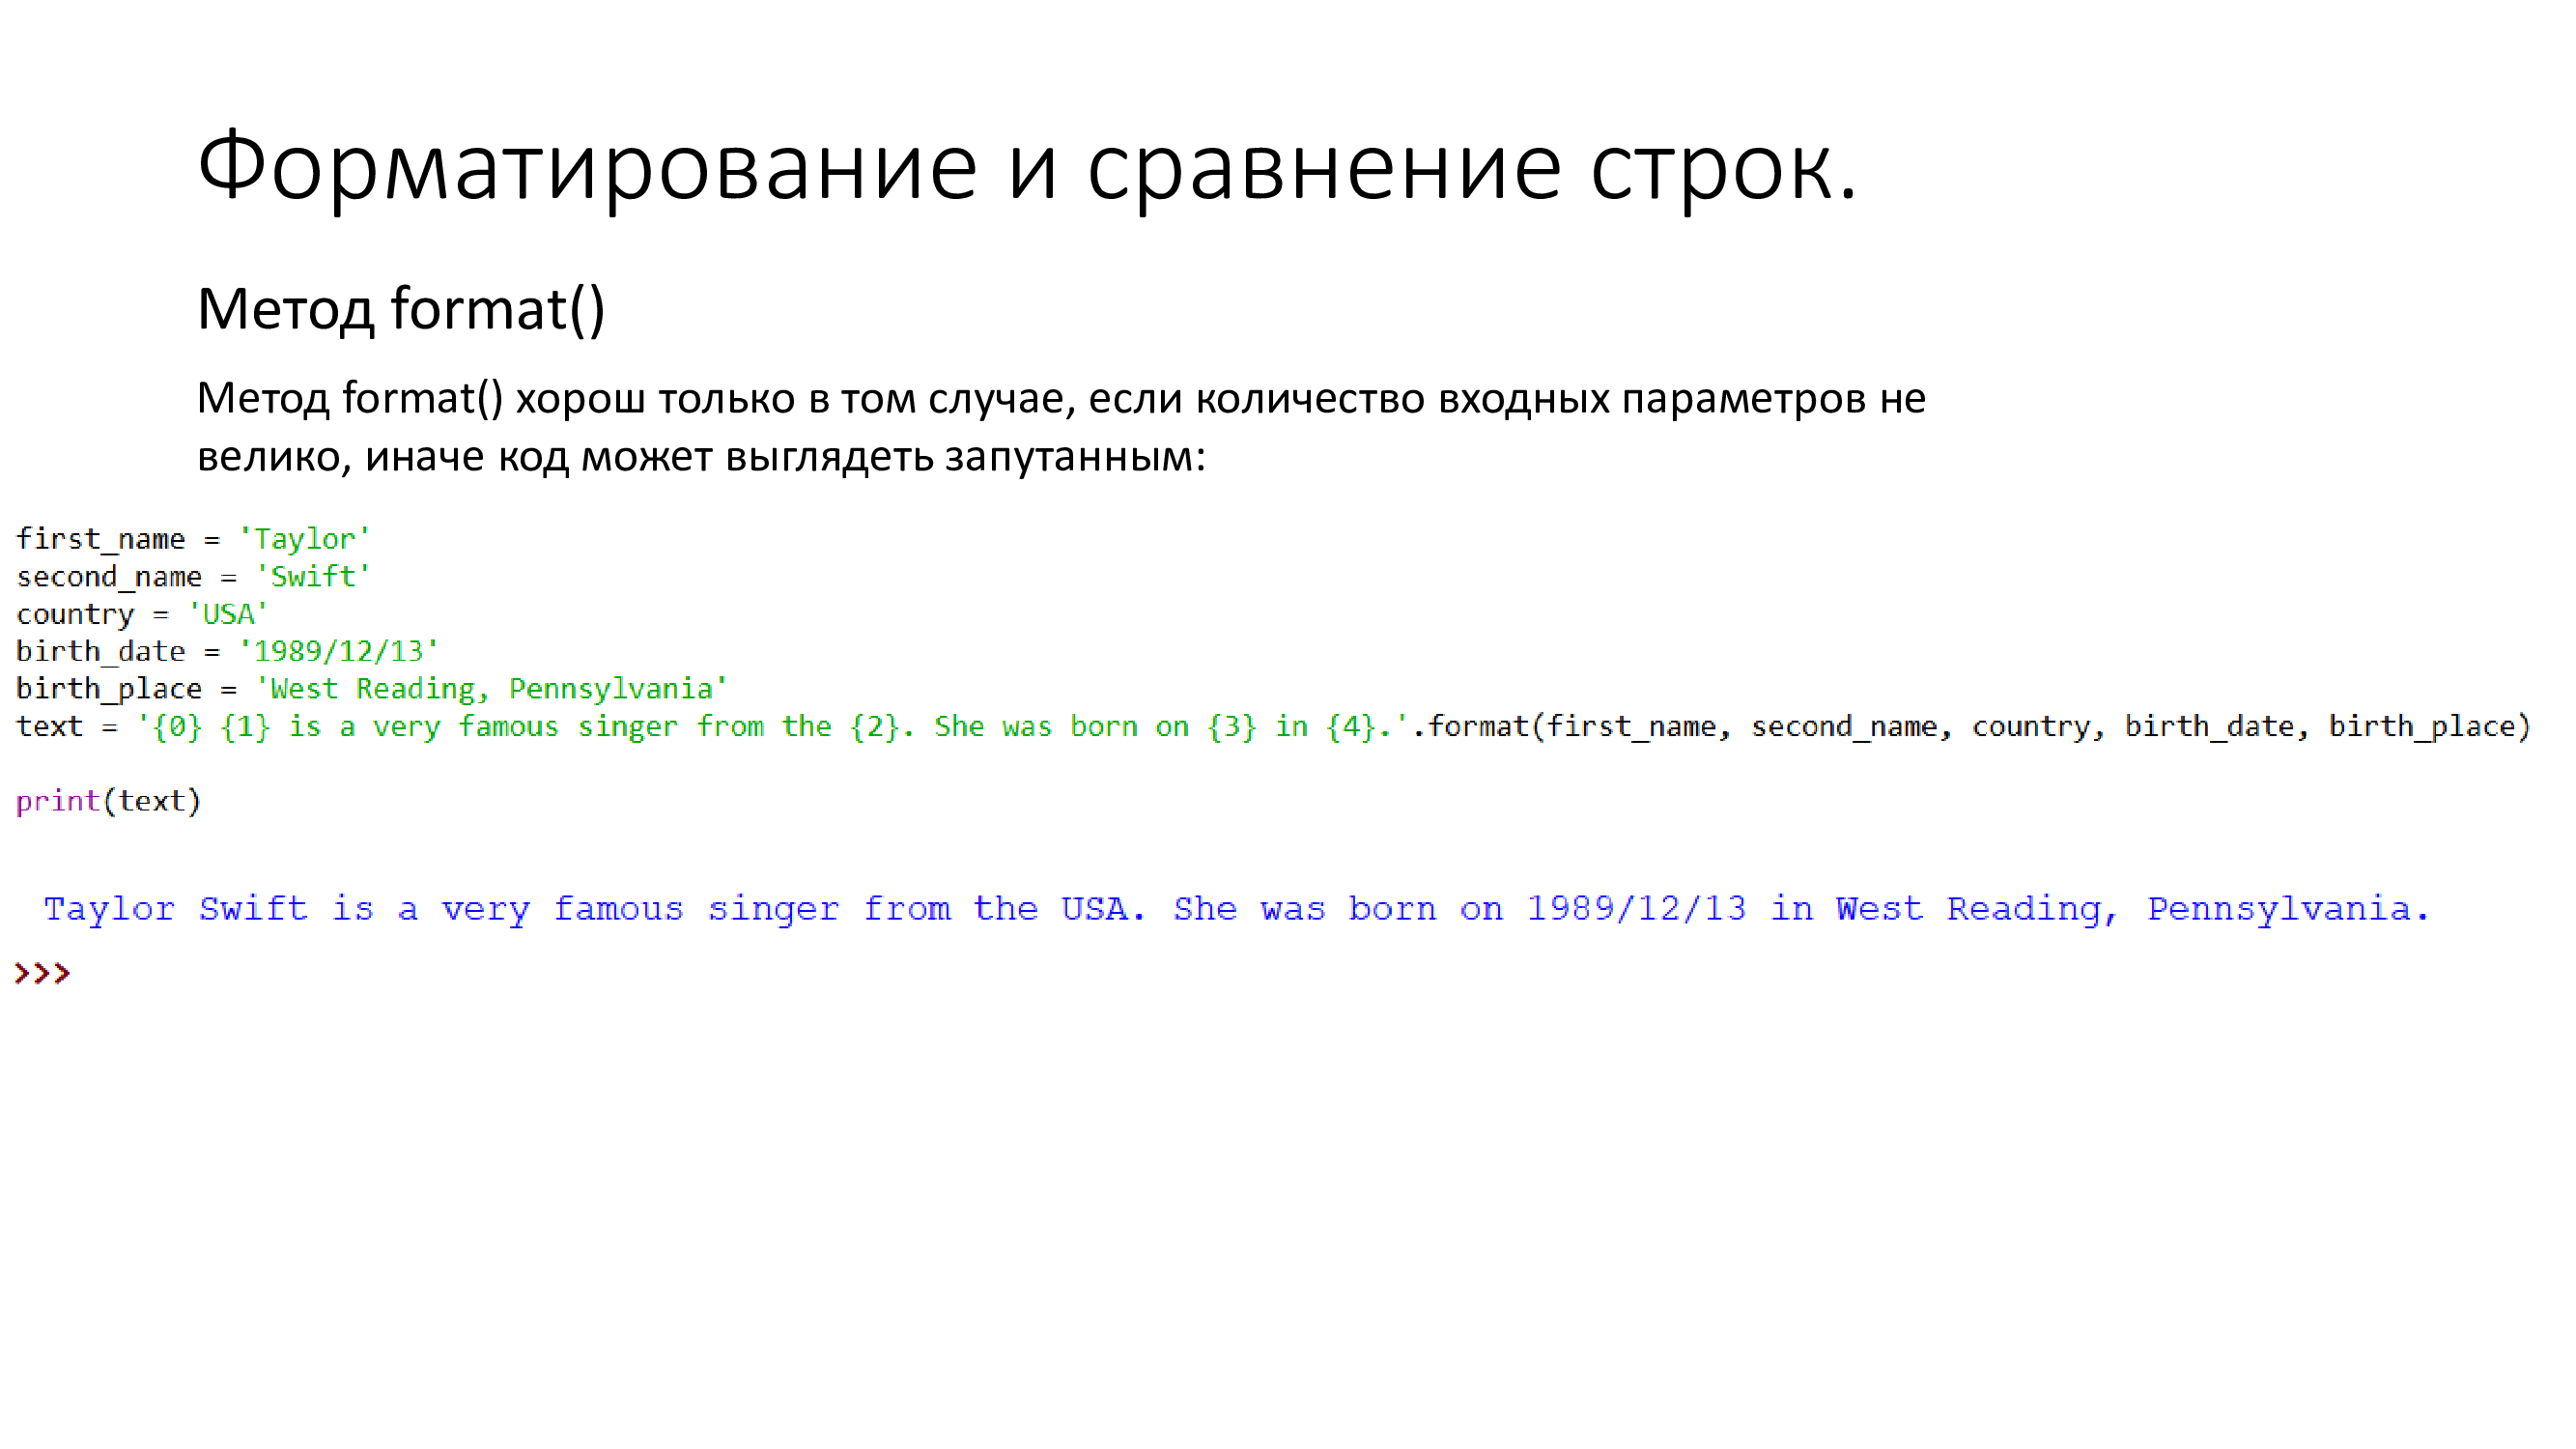 Форматирование и сравнение строк.
Метод format()
Метод format() хорош только в том случае, если количество входных параметров не
велико, иначе код может выглядеть запутанным:
first_name = 'Taylor'
second_name = 'Swift'
country = 'USA'
birth_date = '1989/12/13'
birth_place = 'West Reading, Pennsylvania'
text = '{0} {1} is a very famous singer from the {2}. She was born on {3} in {4}.'.format(first_name, second_name, country, birth_date, birth_place)
print(text)
Taylor Swift is a very famous singer from the USA. She was born on 1989/12/13 in West Reading, Pennsylvania.
>>>